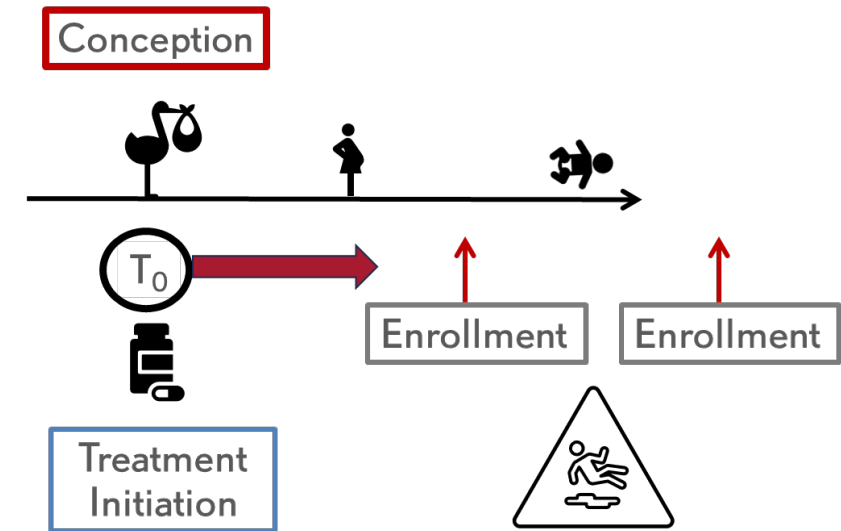 Conception
T₀
Enrollment
Enrollment
Treatment
Initiation